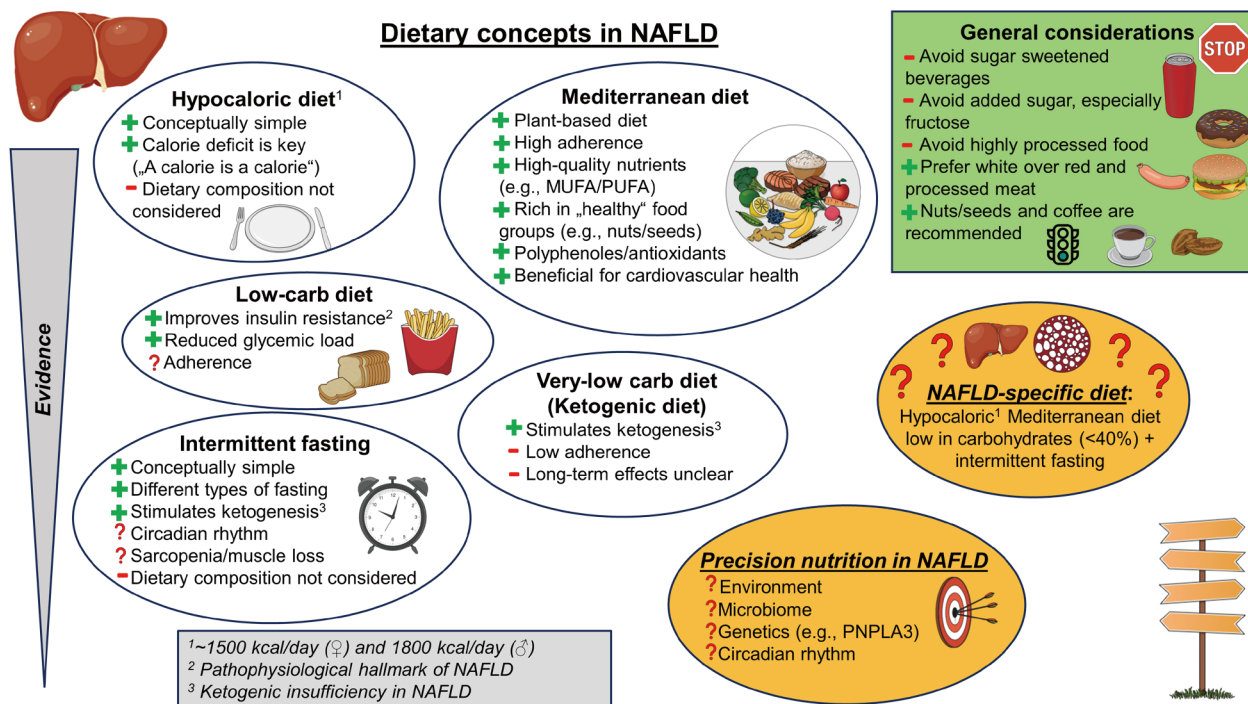 Dietary concepts in NAFLD
Hypocaloric diet¹
+ Conceptually simple
+ Calorie deficit is key
(„A calorie is a calorie“)
- Dietary composition not
considered
Mediterranean diet
+ Plant-based diet
+ High adherence
+ High-quality nutrients
(e.g., MUFA/PUFA)
+ Rich in „healthy“ food
groups (e.g., nuts/seeds)
+ Polyphenoles/antioxidants
+ Beneficial for cardiovascular health
General considerations
STOP
- Avoid sugar sweetened
beverages
- Avoid added sugar, especially
fructose
- Avoid highly processed food
+ Prefer white over red and
processed meat
+ Nuts/seeds and coffee are
recommended
Evidence
Low-carb diet
+ Improves insulin resistance²
+ Reduced glycemic load
? Adherence
Very-low carb diet
(Ketogenic diet)
+ Stimulates ketogenesis³
- Low adherence
- Long-term effects unclear
? ? ? ?
NAFLD-specific diet:
Hypocaloric¹ Mediterranean diet
low in carbohydrates (<40%) +
intermittent fasting
Intermittent fasting
+ Conceptually simple
+ Different types of fasting
+ Stimulates ketogenesis³
? Circadian rhythm
? Sarcopenia/muscle loss
- Dietary composition not considered
Precision nutrition in NAFLD
? Environment
? Microbiome
? Genetics (e.g., PNPLA3)
? Circadian rhythm
¹~1500 kcal/day (♀) and 1800 kcal/day (♂)
² Pathophysiological hallmark of NAFLD
³ Ketogenic insufficiency in NAFLD